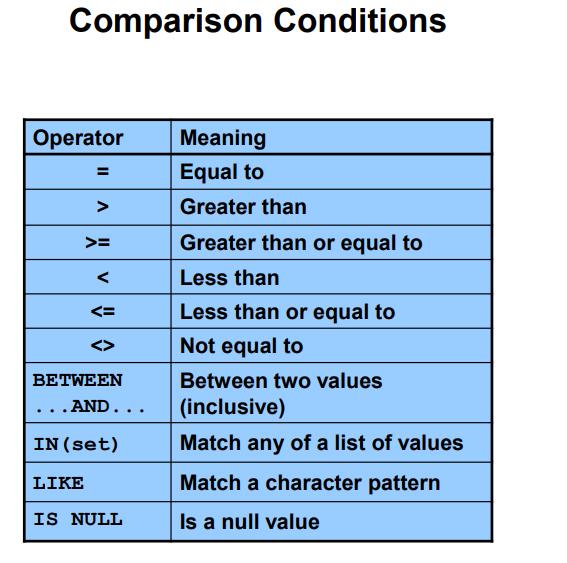 Comparison Conditions
Operator Meaning
= Equal to
> Greater than
>= Greater than or equal to
< Less than
<= Less than or equal to
<> Not equal to
BETWEEN Between two values
...AND... (inclusive)
IN(set) Match any of a list of values
LIKE Match a character pattern
IS NULL Is a null value